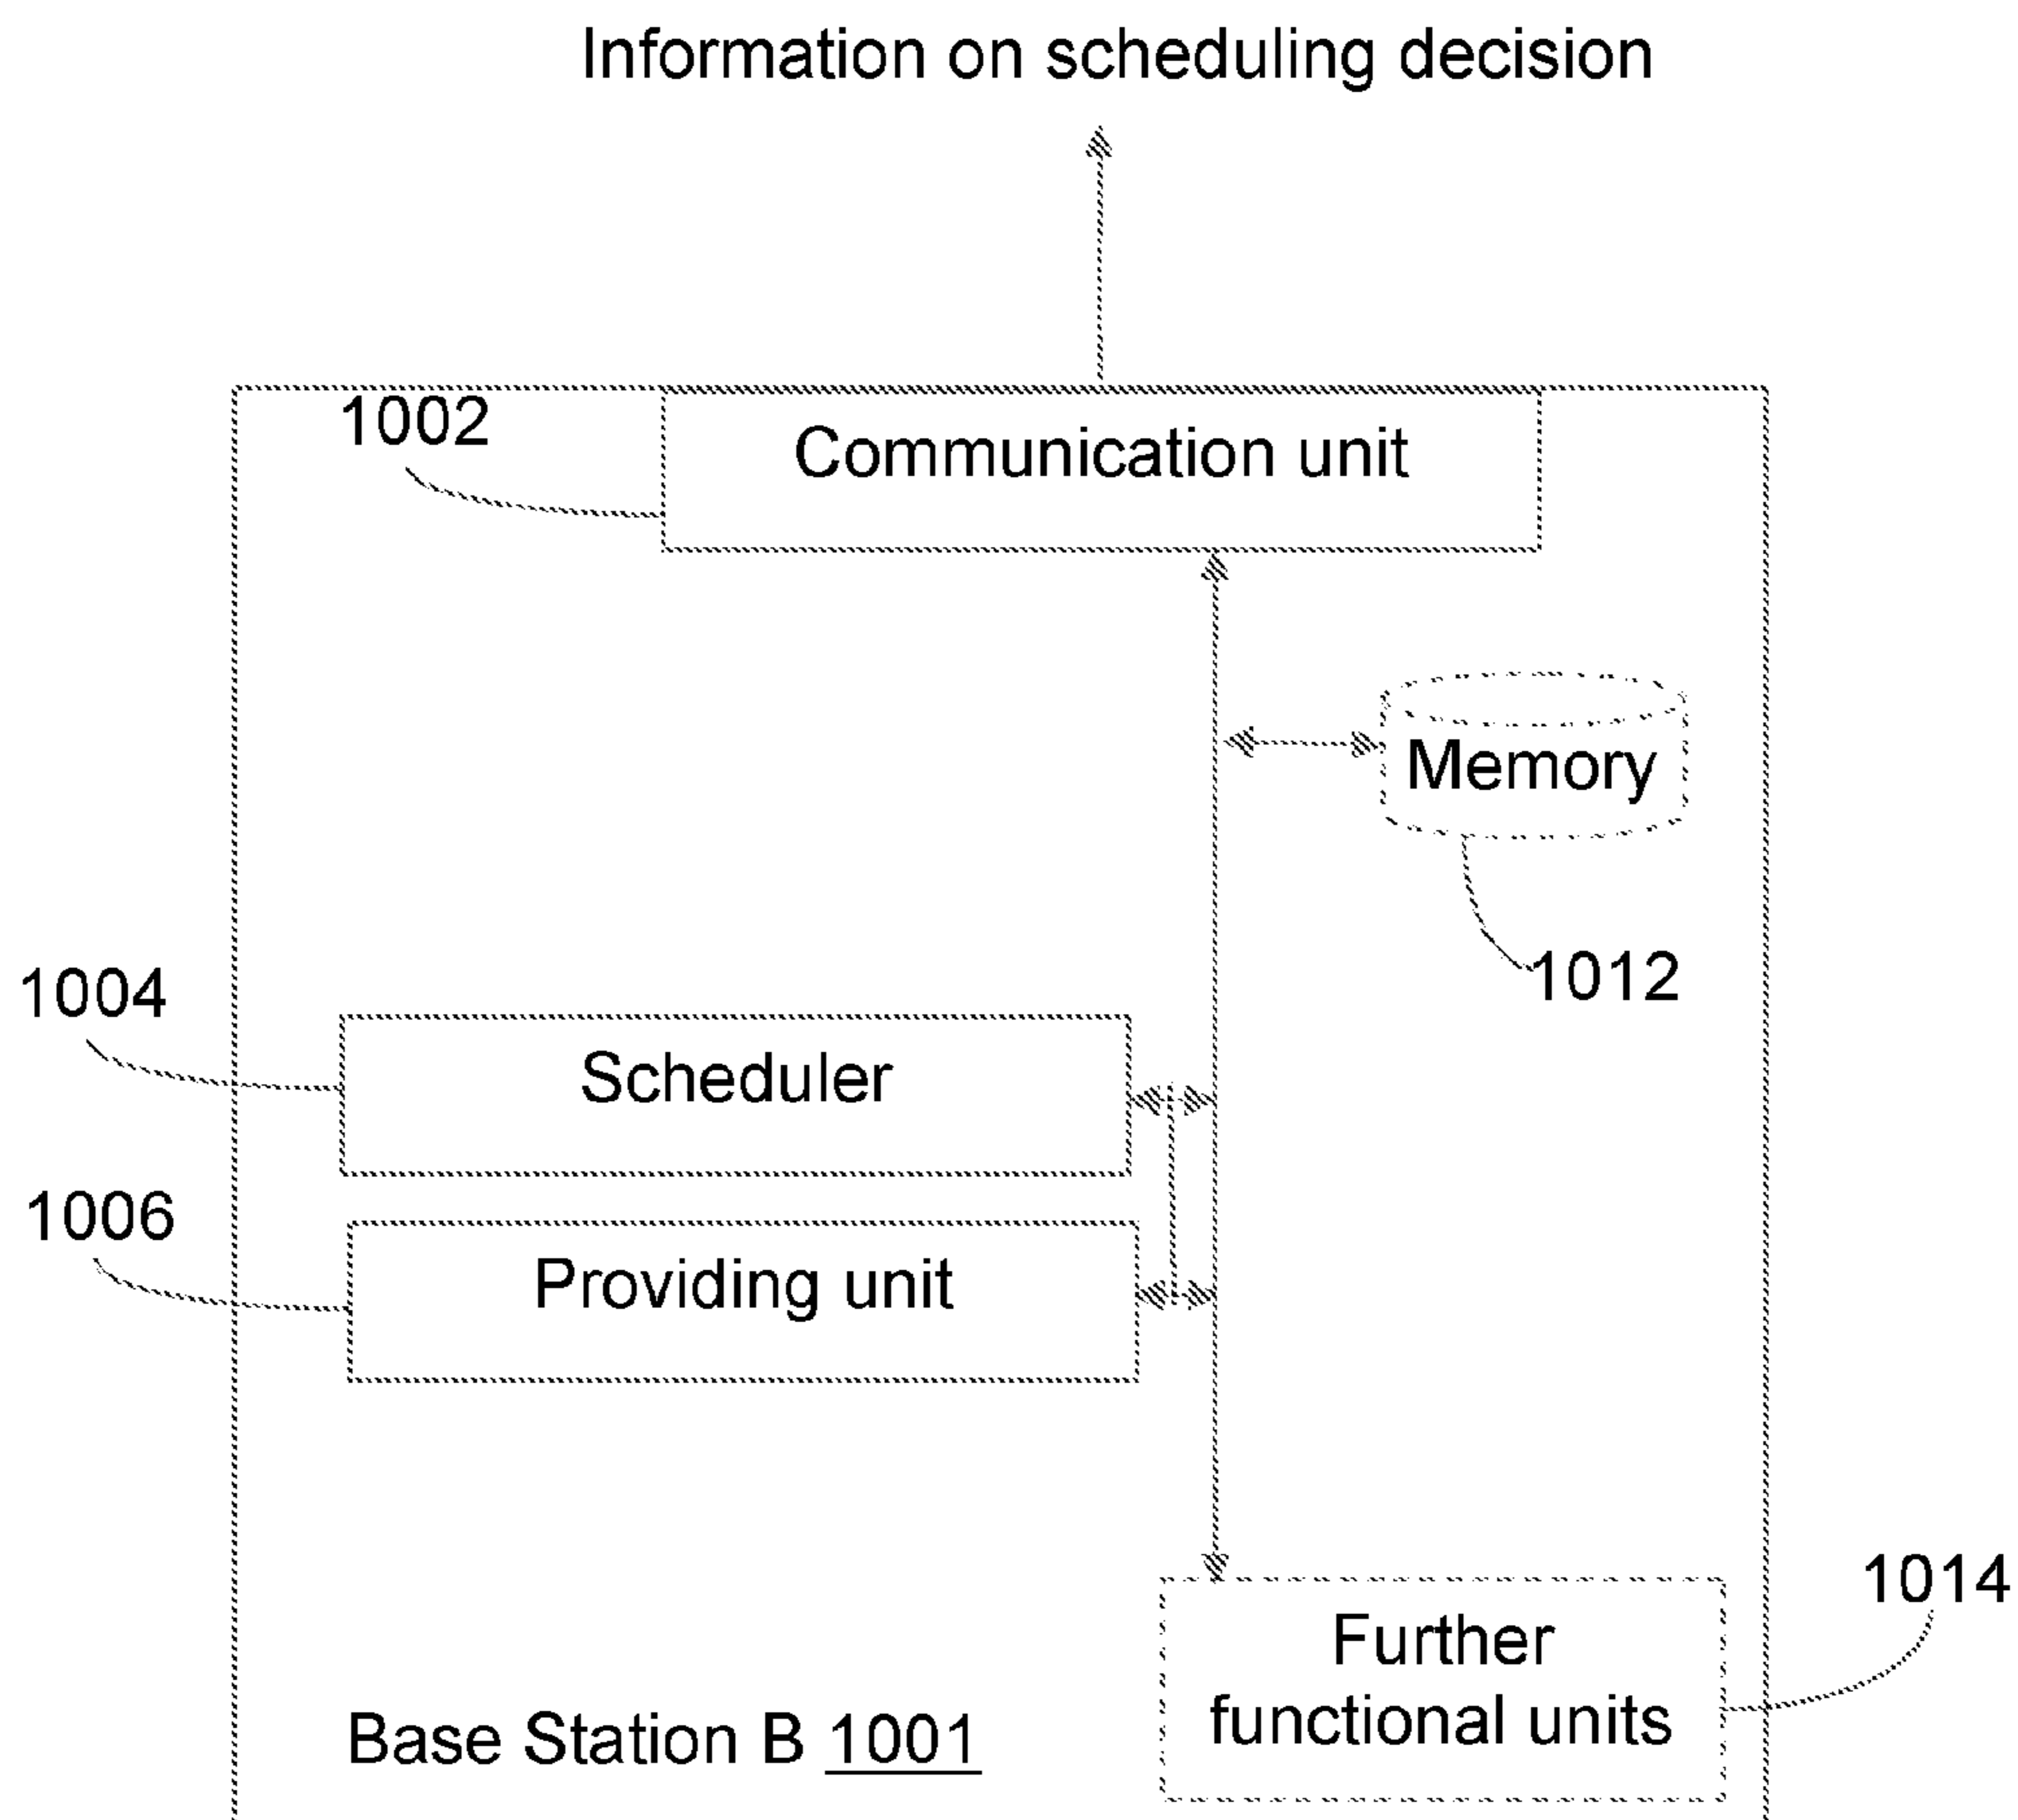 Information on scheduling decision
1002
Communication unit
Memory
1012
1004
Scheduler
1006
Providing unit
1014
Further
functional units
Base Station B 1001